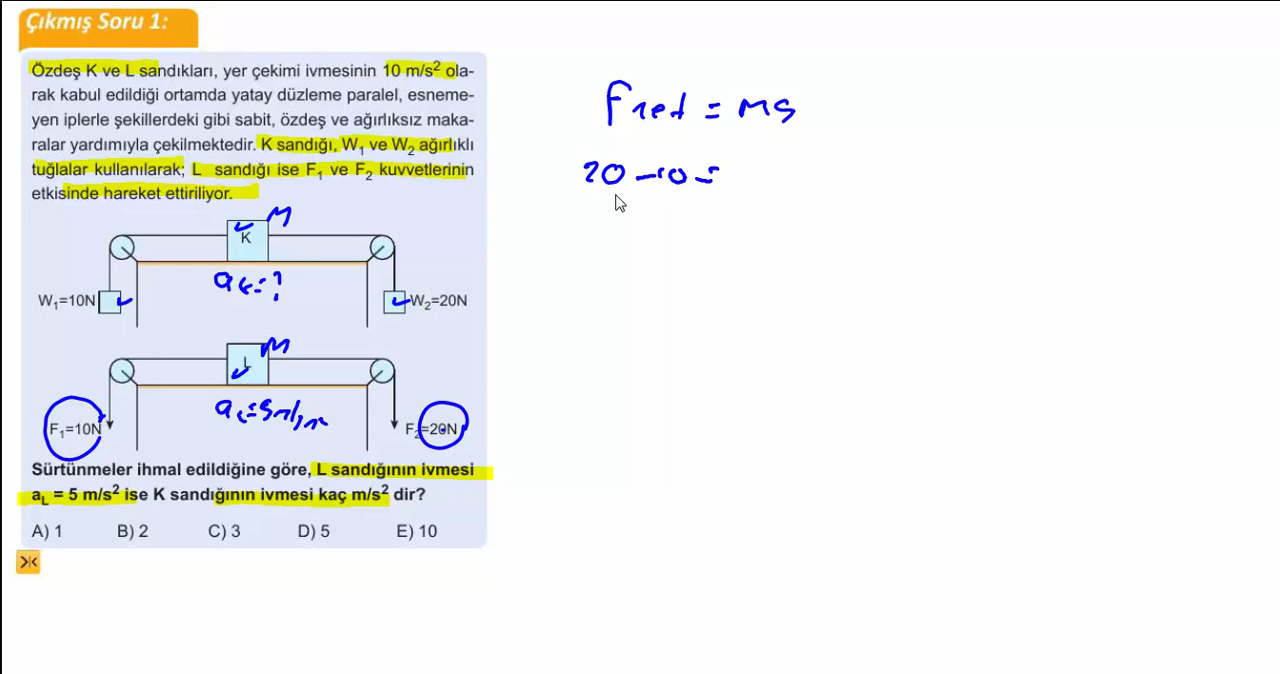 Çıkmış Soru 1:
Özdeş K ve L sandıkları, yer çekimi ivmesinin 10 m/s² ola-
rak kabul edildiği ortamda yatay düzleme paralel, esneme-
yen iplerle şekillerdeki gibi sabit, özdeş ve ağırlıksız maka-
ralar yardımıyla çekilmektedir. K sandığı, W₁ ve W₂ ağırlıklı
tuğlalar kullanılarak; L sandığı ise F₁ ve F₂ kuvvetlerinin
etkisinde hareket ettiriliyor.
M
K
aK=?
W₁=10N
W₂=20N
M
L
F₁=10N
F₂=20N
Sürtünmeler ihmal edildiğine göre, L sandığının ivmesi
aL = 5 m/s² ise K sandığının ivmesi kaç m/s² dir?
A) 1 B) 2 C) 3 D) 5 E) 10
20-10=